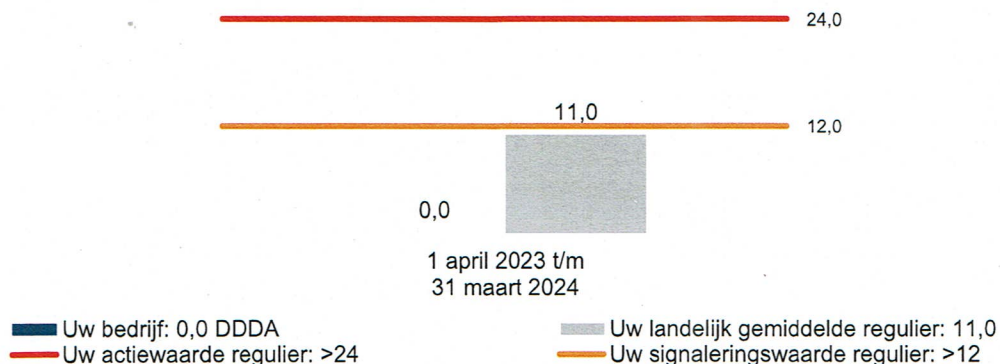 24,0
11,0
12,0
0,0
1 april 2023 t/m
31 maart 2024
Uw bedrijf: 0,0 DDDA
Uw landelijk gemiddelde regulier: 11,0
Uw actiewaarde regulier: >24
Uw signaleringswaarde regulier: >12